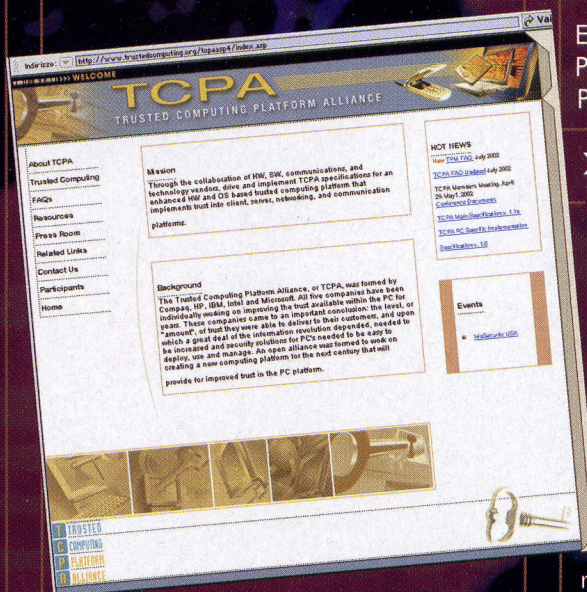 Indirizzo: http://www.trustedcomputing.org/tcpaasp4/index.asp
Vai
>>> WELCOME
TCPA
TRUSTED COMPUTING PLATFORM ALLIANCE
About TCPA
Trusted Computing
FAQs
Resources
Press Room
Related Links
Contact Us
Participants
Home
Mission
Through the collaboration of HW, SW, communications, and
technology vendors, drive and implement TCPA specifications for an
enhanced HW and OS based trusted computing platform that
implements trust into client, server, networking, and communication
platforms.
Background
The Trusted Computing Platform Alliance, or TCPA, was formed by
Compaq, HP, IBM, Intel and Microsoft. All five companies have been
individually working on improving the trust available within the PC for
years. These companies came to an important conclusion: the level, or
"amount", of trust they were able to deliver to their customers, and upon
which a great deal of the information revolution depended, needed to
be increased and security solutions for PC's needed to be easy to
deploy, use and manage. An open alliance was formed to work on
creating a new computing platform for the next century that will
provide for improved trust in the PC platform.
HOT NEWS
New TPM FAQ July 2002
TCPA FAQ Updated July 2002
TCPA Members Meeting, April
29-May1, 2002
Conference Documents
TCPA Main Specification v. 1.1b
TCPA PC Specific Implementation
Specification v. 1.0
Events
InfoSecurity USA
TRUSTED
COMPUTING
PLATFORM
ALLIANCE
E
P
P